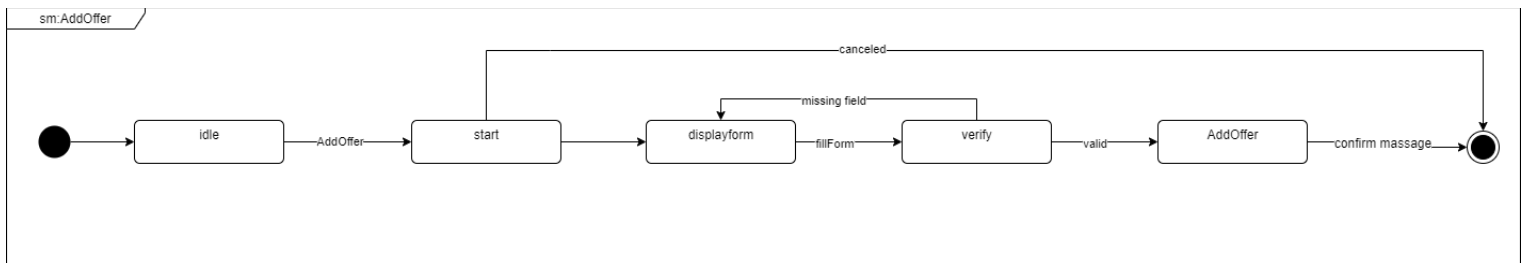 sm:AddOffer
canceled
missing field
idle
AddOffer
start
displayform
fillForm
verify
valid
AddOffer
confirm massage